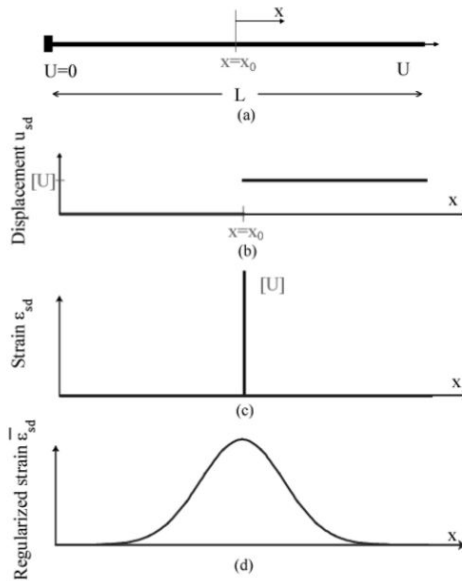 x
x=x₀
U=0
U
L
(a)
Displacement u_sd
[U]
x
x=x₀
(b)
Strain ε_sd
[U]
x
(c)
Regularized strain ε̅_sd
x
(d)